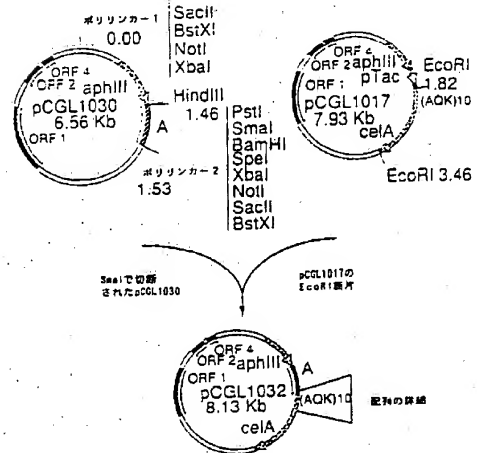 ポリリンカー1
0.00
SacII
BstXI
NotI
XbaI
ORF 4
OFF 2 aphIII
pCGL1030
6.56 Kb
ORF 1
HindIII
1.46
A
ポリリンカー2
1.53
PstI
SmaI
BamHI
SpeI
XbaI
NotI
SacII
BstXI
ORF 4
ORF 2 aphIII
pTac
ORF 1
pCGL1017
7.93 Kb
celA
EcoRI
1.82
(AQK)10
EcoRI 3.46
SmaIで切断
されたpCGL1030
pCGL1017の
EcoRI断片
ORF 4
ORF 2 aphIII
A
ORF 1
pCGL1032
8.13 Kb
celA
(AQK)10
配列の詳細